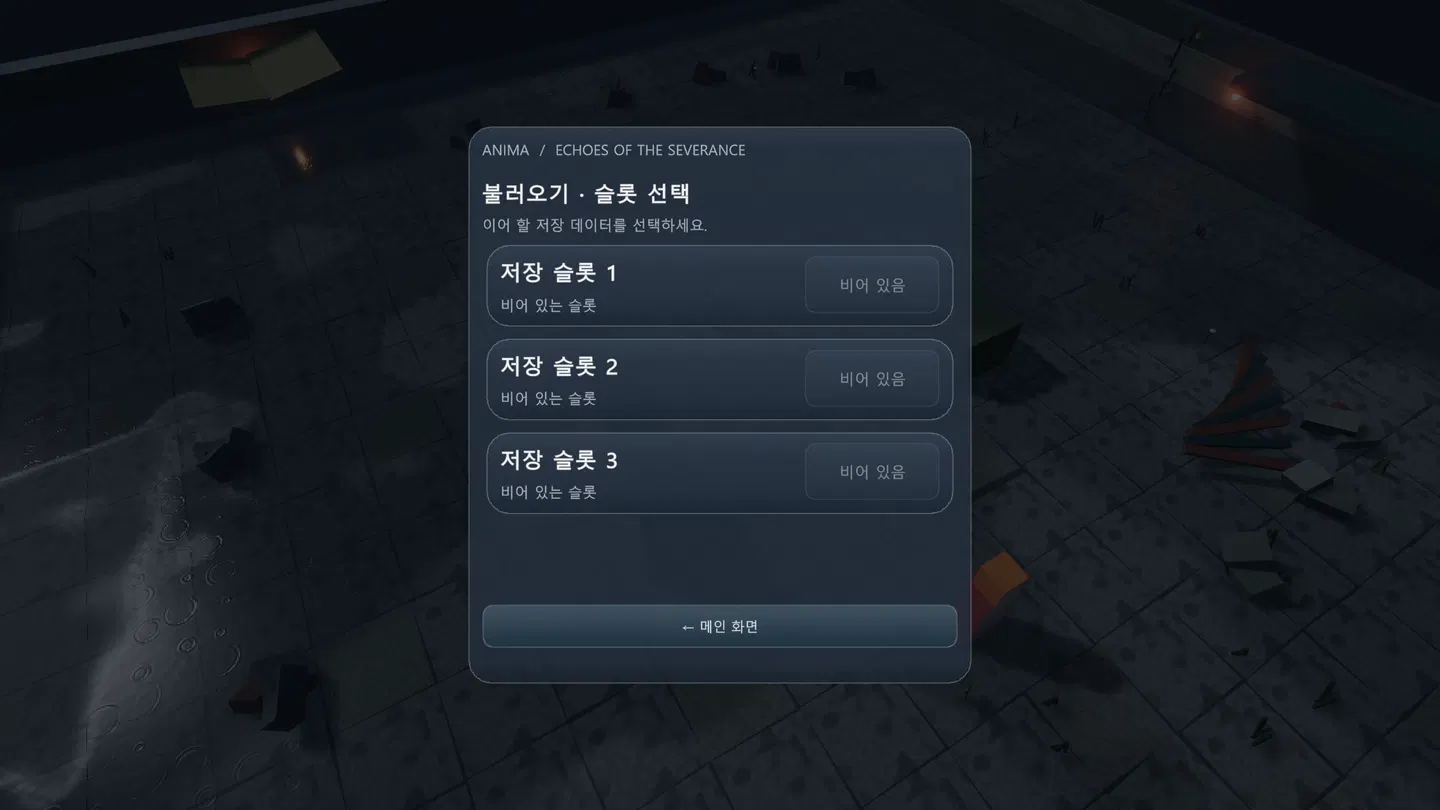 ANIMA / ECHOES OF THE SEVERANCE
불러오기 · 슬롯 선택
이어 할 저장 데이터를 선택하세요.
저장 슬롯 1
비어 있는 슬롯
비어 있음
저장 슬롯 2
비어 있는 슬롯
비어 있음
저장 슬롯 3
비어 있는 슬롯
비어 있음
← 메인 화면